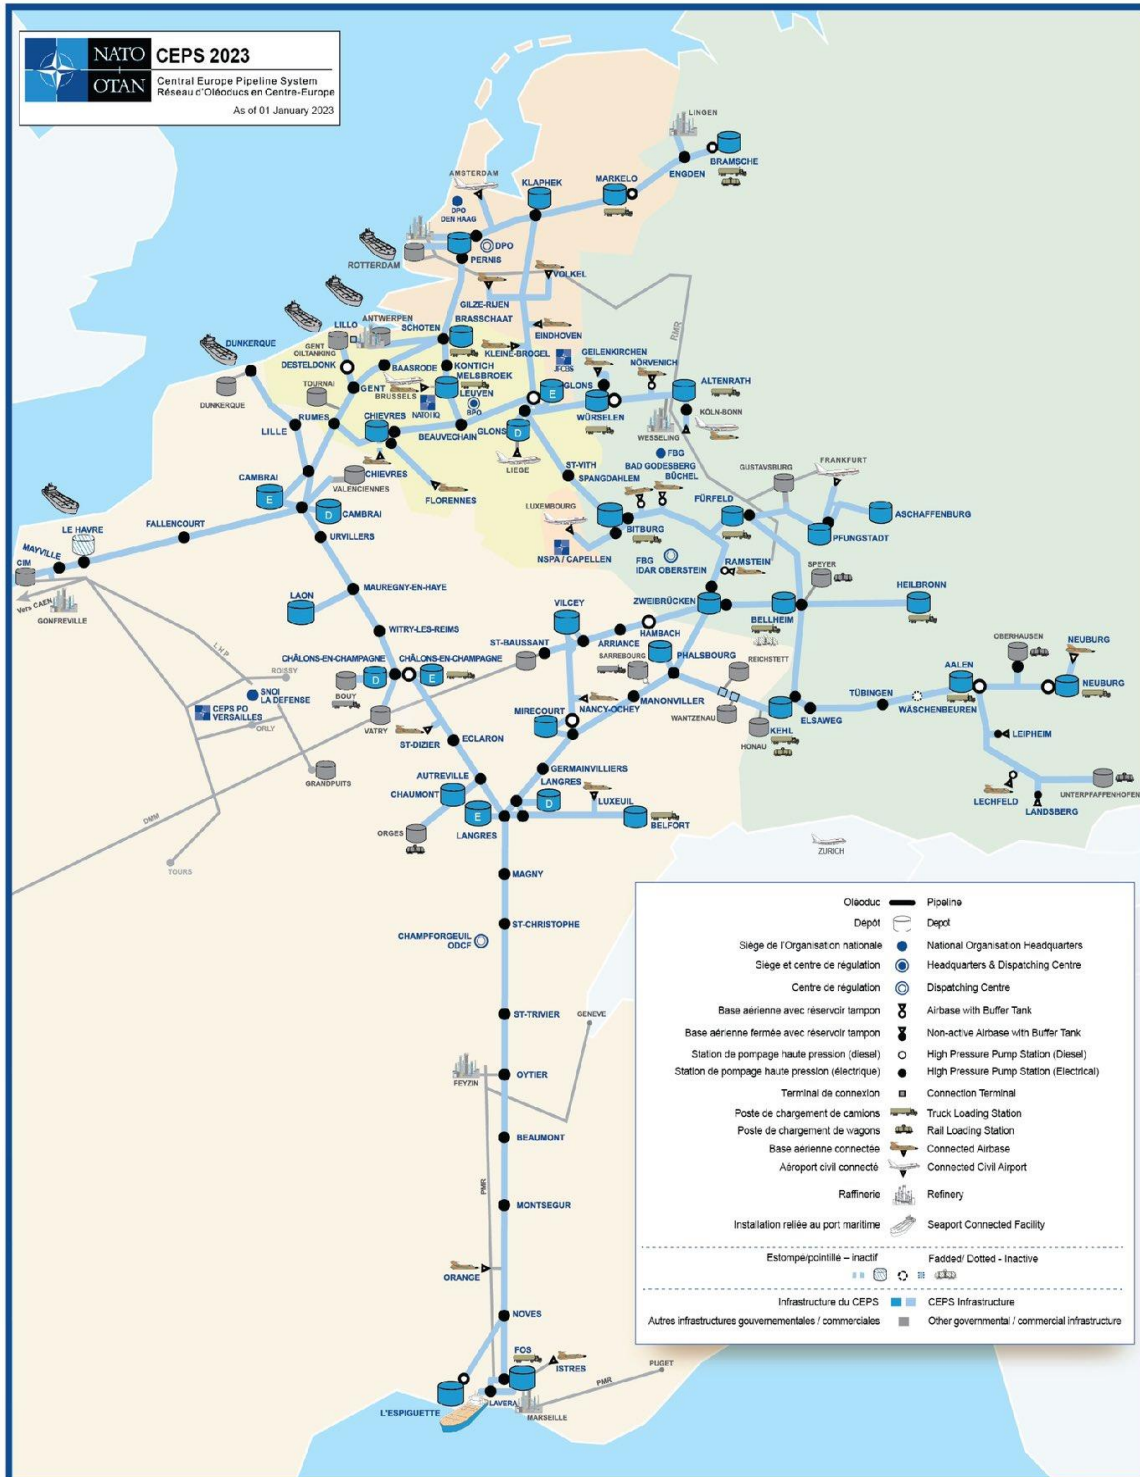 NATO
OTAN
CEPS 2023
Central Europe Pipeline System
Réseau d'Oléoducs en Centre-Europe
As of 01 January 2023
LINGEN
BRAMSCHE
ENGDEN
AMSTERDAM
KLAPHEK
MARKELO
DPO
DEN HAAG
DPO
ROTTERDAM
PERNIS
VOLKEL
GILZE-RIJEN
RMR
LILLO
ANTWERPEN
BRASSCHAAT
SCHOTEN
EINDHOVEN
DUNKERQUE
GENT
OILTANKING
KLEINE-BROGEL
GEILENKIRCHEN
JFCBS
NÖRVENICH
DESTELDONK
BAASRODE
KONTICH
MELSBROEK
ALTENRATH
TOURNAI
GENT
BRUSSELS
LEUVEN
GLONS
E
DUNKERQUE
NATO HQ
BPO
WÜRSELEN
KÖLN-BONN
RUMES
CHIEVRES
LILLE
BEAUVECHAIN
GLONS
D
WESSELING
FBG
LIEGE
ST-VITH
BAD GODESBERG
GUSTAVSBURG
FRANKFURT
CAMBRAI
CHIEVRES
SPANGDAHLEM
BÜCHEL
VALENCIENNES
FLORENNES
FÜRFELD
E
D
CAMBRAI
LUXEMBOURG
ASCHAFFENBURG
FALLENCOURT
LE HAVRE
BITBURG
PFUNGSTADT
URVILLERS
MAYVILLE
NSPA / CAPELLEN
FBG
IDAR OBERSTEIN
RAMSTEIN
CIM
SPEYER
HEILBRONN
Vers CAEN
GONFREVILLE
LAON
MAUREGNY-EN-HAYE
VILCEY
ZWEIBRÜCKEN
BELLHEIM
WITRY-LES-REIMS
ST-BAUSSANT
HAMBACH
ARRIANCE
PHALSBOURG
OBERHAUSEN
NEUBURG
LHP
ROISSY
CHÂLONS-EN-CHAMPAGNE
CHÂLONS-EN-CHAMPAGNE
SARREBOURG
REICHSTETT
AALEN
D
E
BOUY
SNOI
LA DEFENSE
MANONVILLER
TÜBINGEN
NEUBURG
CEPS PO
VERSAILLES
MIRECOURT
NANCY-OCHEY
WANTZENAU
KEHL
ELSAWEG
WÄSCHENBEUREN
ORLY
VATRY
ST-DIZIER
ECLARON
HONAU
LEIPHEIM
GRANDPUITS
AUTREVILLE
GERMAINVILLIERS
CHAUMONT
LANGRES
D
LUXEUIL
LECHFELD
UNTERPFAFFENHOFEN
LANDSBERG
DMM
E
LANGRES
BELFORT
ORGES
ZURICH
TOURS
MAGNY
ST-CHRISTOPHE
CHAMPFORGEUIL
ODCF
ST-TRIVIER
GENEVE
FEYZIN
OYTIER
BEAUMONT
PMR
MONTSEGUR
ORANGE
NOVES
FOS
ISTRES
PUGET
PMR
L'ESPIGUETTE
LAVERA
MARSEILLE
Oléoduc Pipeline
Dépôt Depot
Siège de l'Organisation nationale National Organisation Headquarters
Siège et centre de régulation Headquarters & Dispatching Centre
Centre de régulation Dispatching Centre
Base aérienne avec réservoir tampon Airbase with Buffer Tank
Base aérienne fermée avec réservoir tampon Non-active Airbase with Buffer Tank
Station de pompage haute pression (diesel) High Pressure Pump Station (Diesel)
Station de pompage haute pression (électrique) High Pressure Pump Station (Electrical)
Terminal de connexion Connection Terminal
Poste de chargement de camions Truck Loading Station
Poste de chargement de wagons Rail Loading Station
Base aérienne connectée Connected Airbase
Aéroport civil connecté Connected Civil Airport
Raffinerie Refinery
Installation reliée au port maritime Seaport Connected Facility
Estompé/pointillé – inactif Fadded/ Dotted - Inactive
Infrastructure du CEPS CEPS Infrastructure
Autres infrastructures gouvernementales / commerciales Other governmental / commercial infrastructure